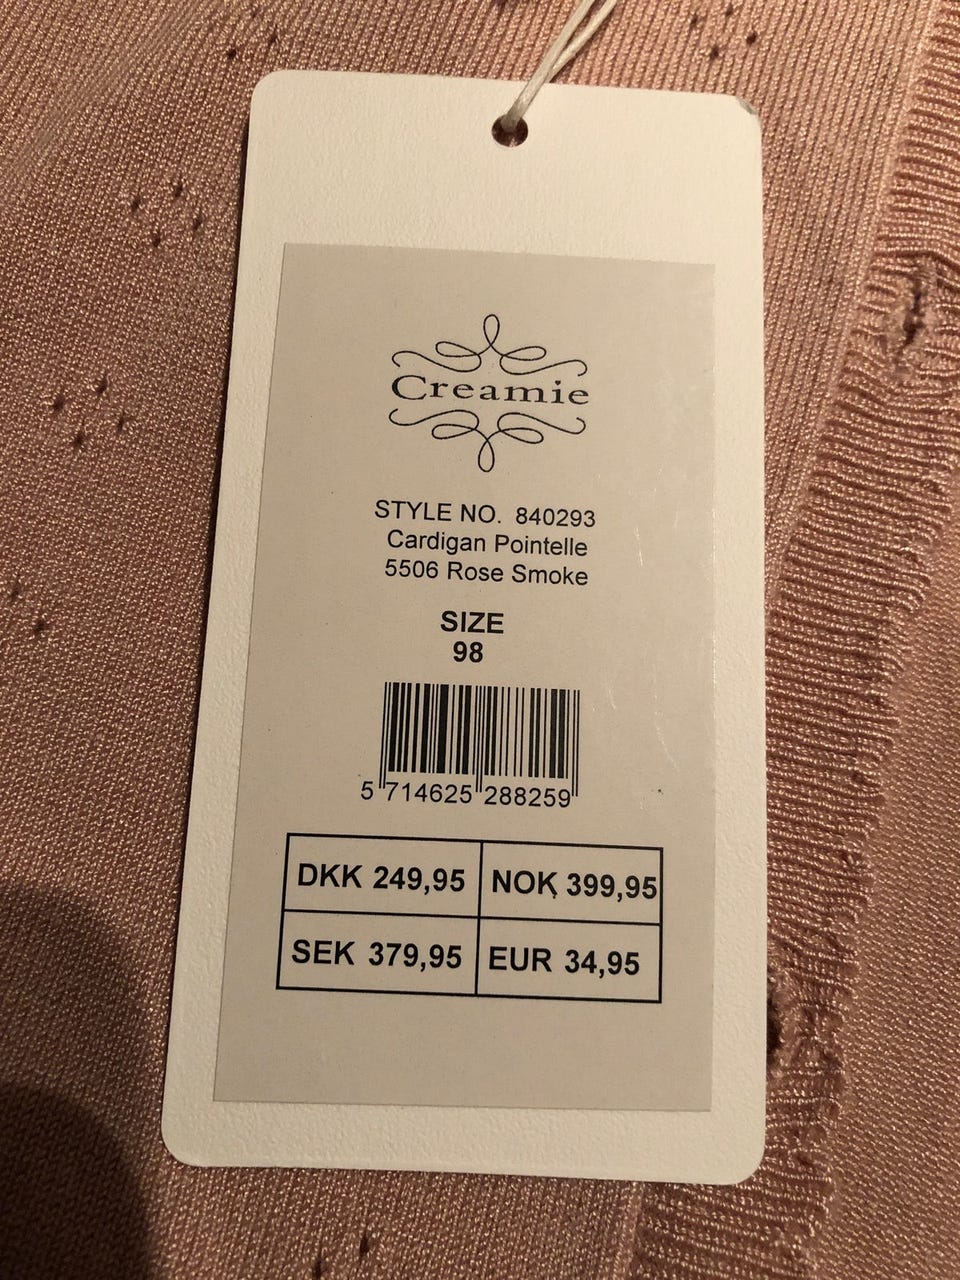 Creamie
STYLE NO. 840293
Cardigan Pointelle
5506 Rose Smoke
SIZE
98
5 714625 288259
DKK 249,95 NOK 399,95
SEK 379,95 EUR 34,95